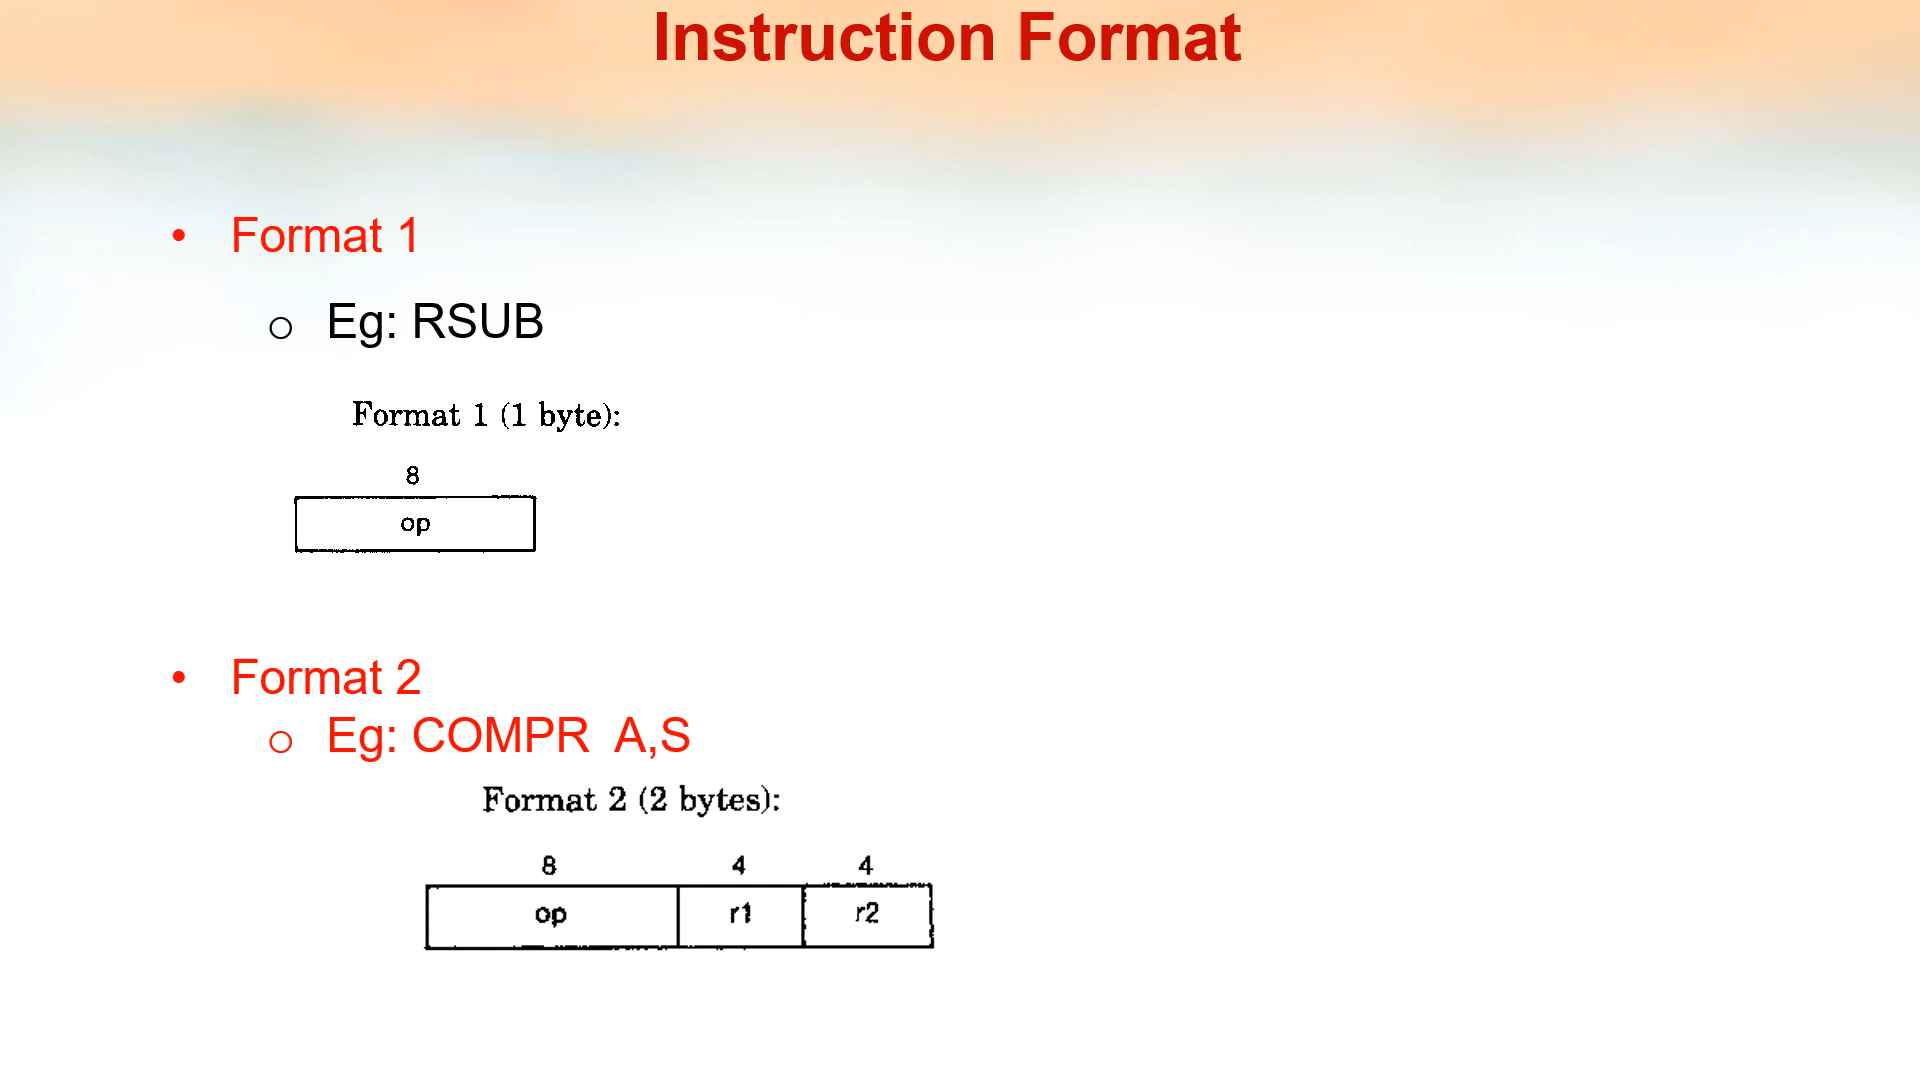 Instruction Format
• Format 1
o Eg: RSUB
Format 1 (1 byte):
8
op
• Format 2
o Eg: COMPR A,S
Format 2 (2 bytes):
8 4 4
op r1 r2